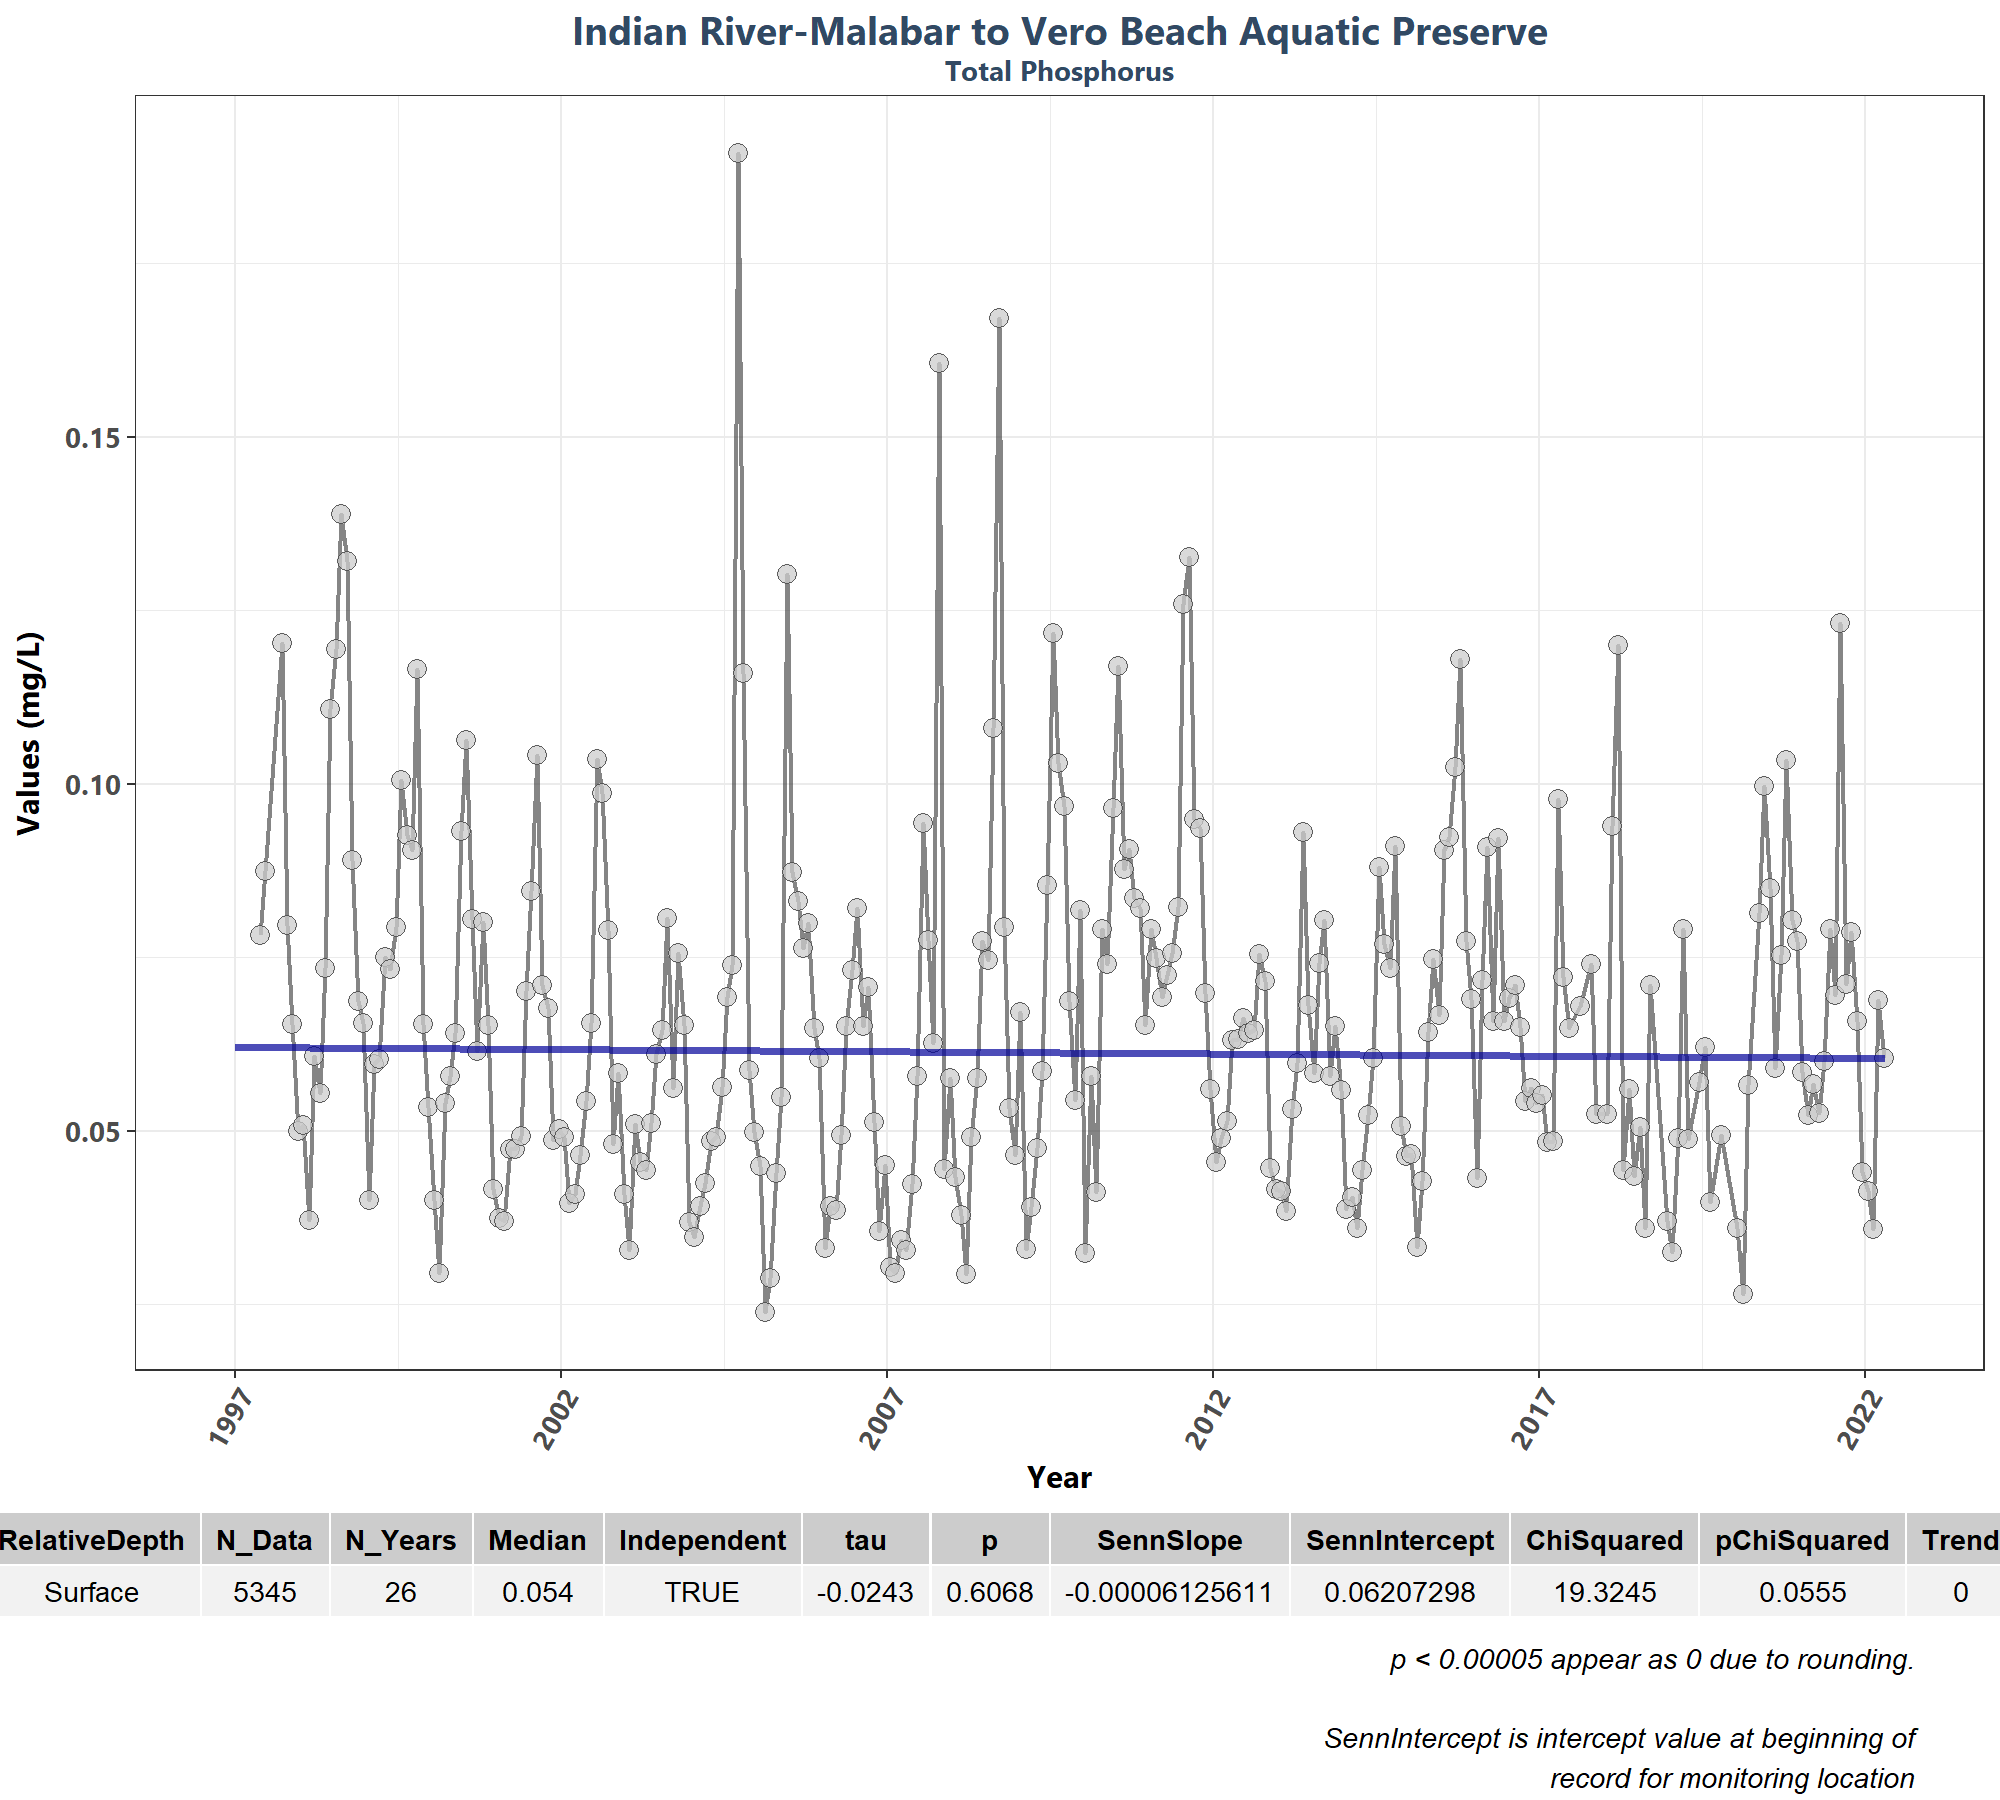 Indian River-Malabar to Vero Beach Aquatic Preserve
Total Phosphorus
Values (mg/L)
0.15
0.10
0.05
1997 2002 2007 2012 2017 2022
Year
RelativeDepth N_Data N_Years Median Independent tau p SennSlope SennIntercept ChiSquared pChiSquared Trend
Surface 5345 26 0.054 TRUE -0.0243 0.6068 -0.00006125611 0.06207298 19.3245 0.0555 0
p < 0.00005 appear as 0 due to rounding.
SennIntercept is intercept value at beginning of
record for monitoring location